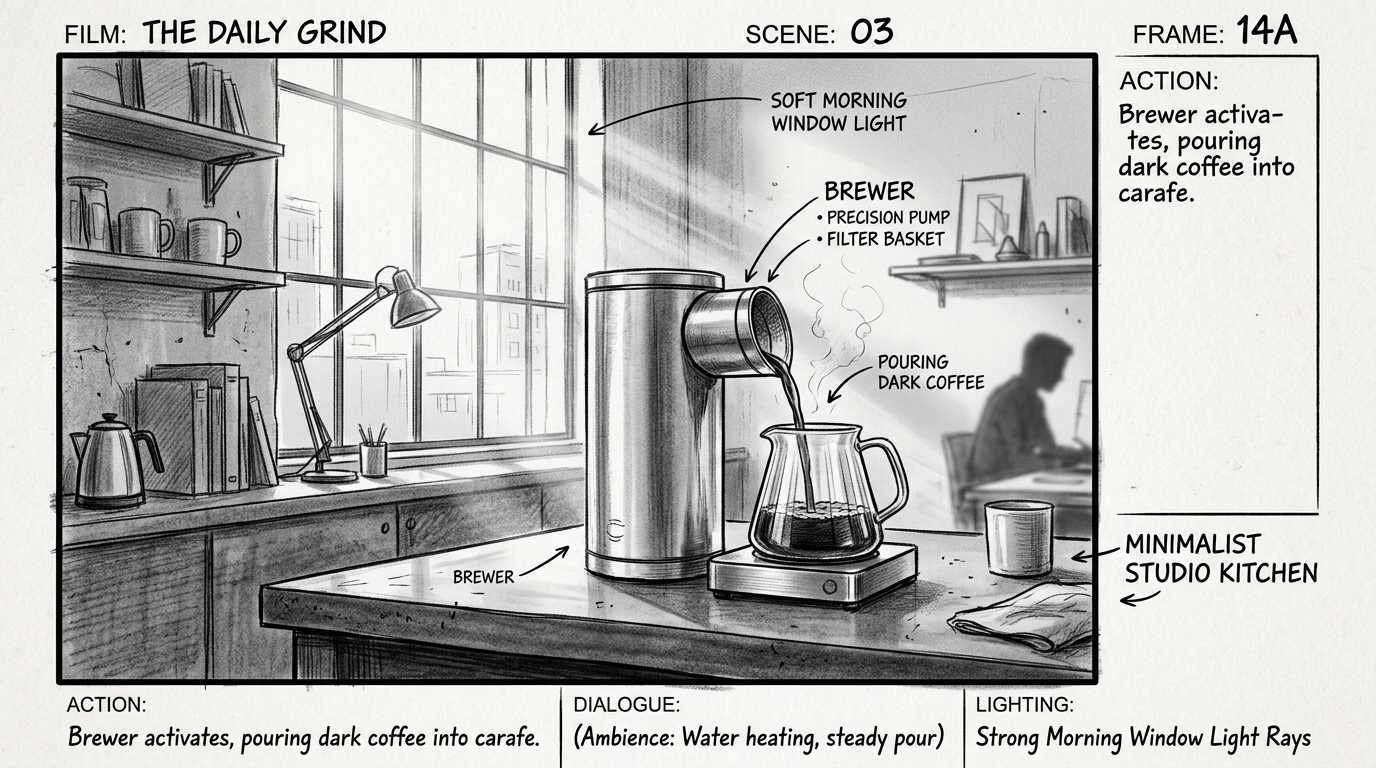 FILM: THE DAILY GRIND
SCENE: 03
FRAME: 14A
SOFT MORNING
WINDOW LIGHT
BREWER
• PRECISION PUMP
• FILTER BASKET
POURING
DARK COFFEE
BREWER
ACTION:
Brewer activa-
tes, pouring
dark coffee into
carafe.
MINIMALIST
STUDIO KITCHEN
ACTION:
Brewer activates, pouring dark coffee into carafe.
DIALOGUE:
(Ambience: Water heating, steady pour)
LIGHTING:
Strong Morning Window Light Rays